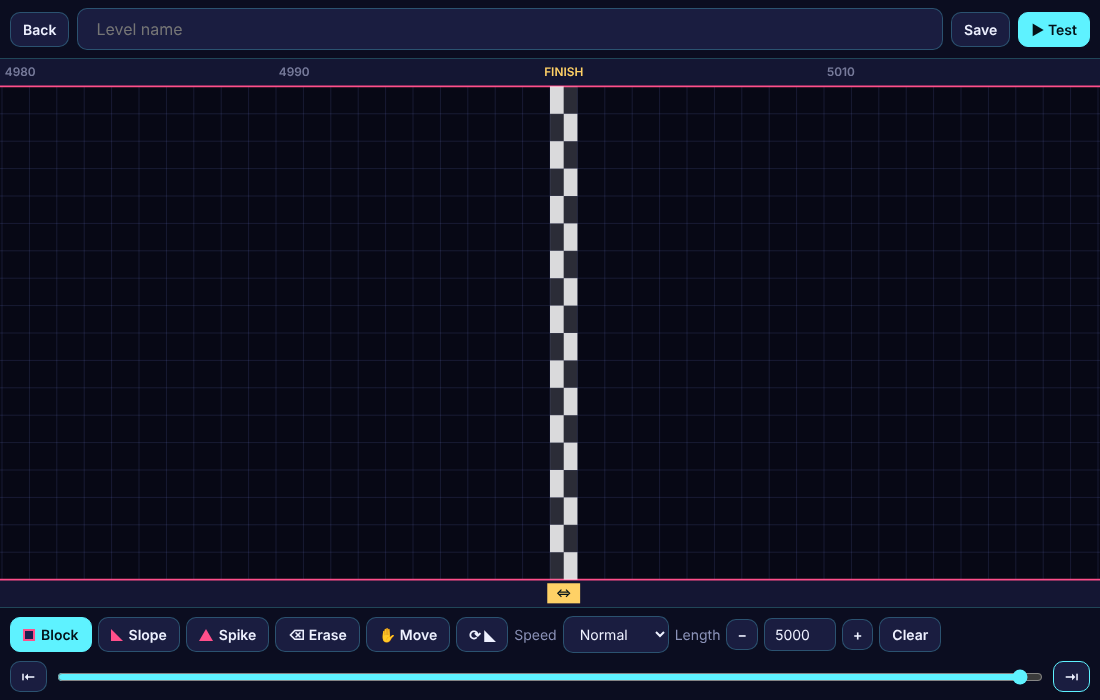 Back Level name Save ▶ Test
4980 4990 FINISH 5010
Block Slope Spike ⌫ Erase ✋ Move ⟳◣ Speed Normal Length − 5000 + Clear